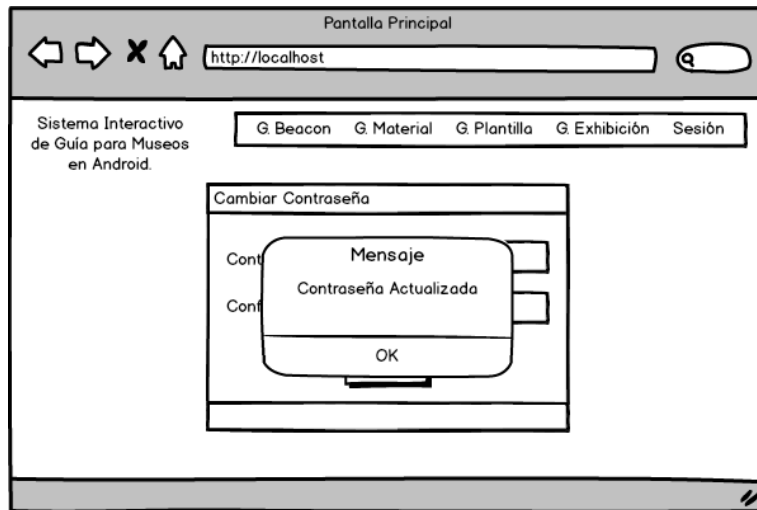 Pantalla Principal
http://localhost
Sistema Interactivo
de Guía para Museos
en Android.
G. Beacon G. Material G. Plantilla G. Exhibición Sesión
Cambiar Contraseña
Cont
Conf
Mensaje
Contraseña Actualizada
OK